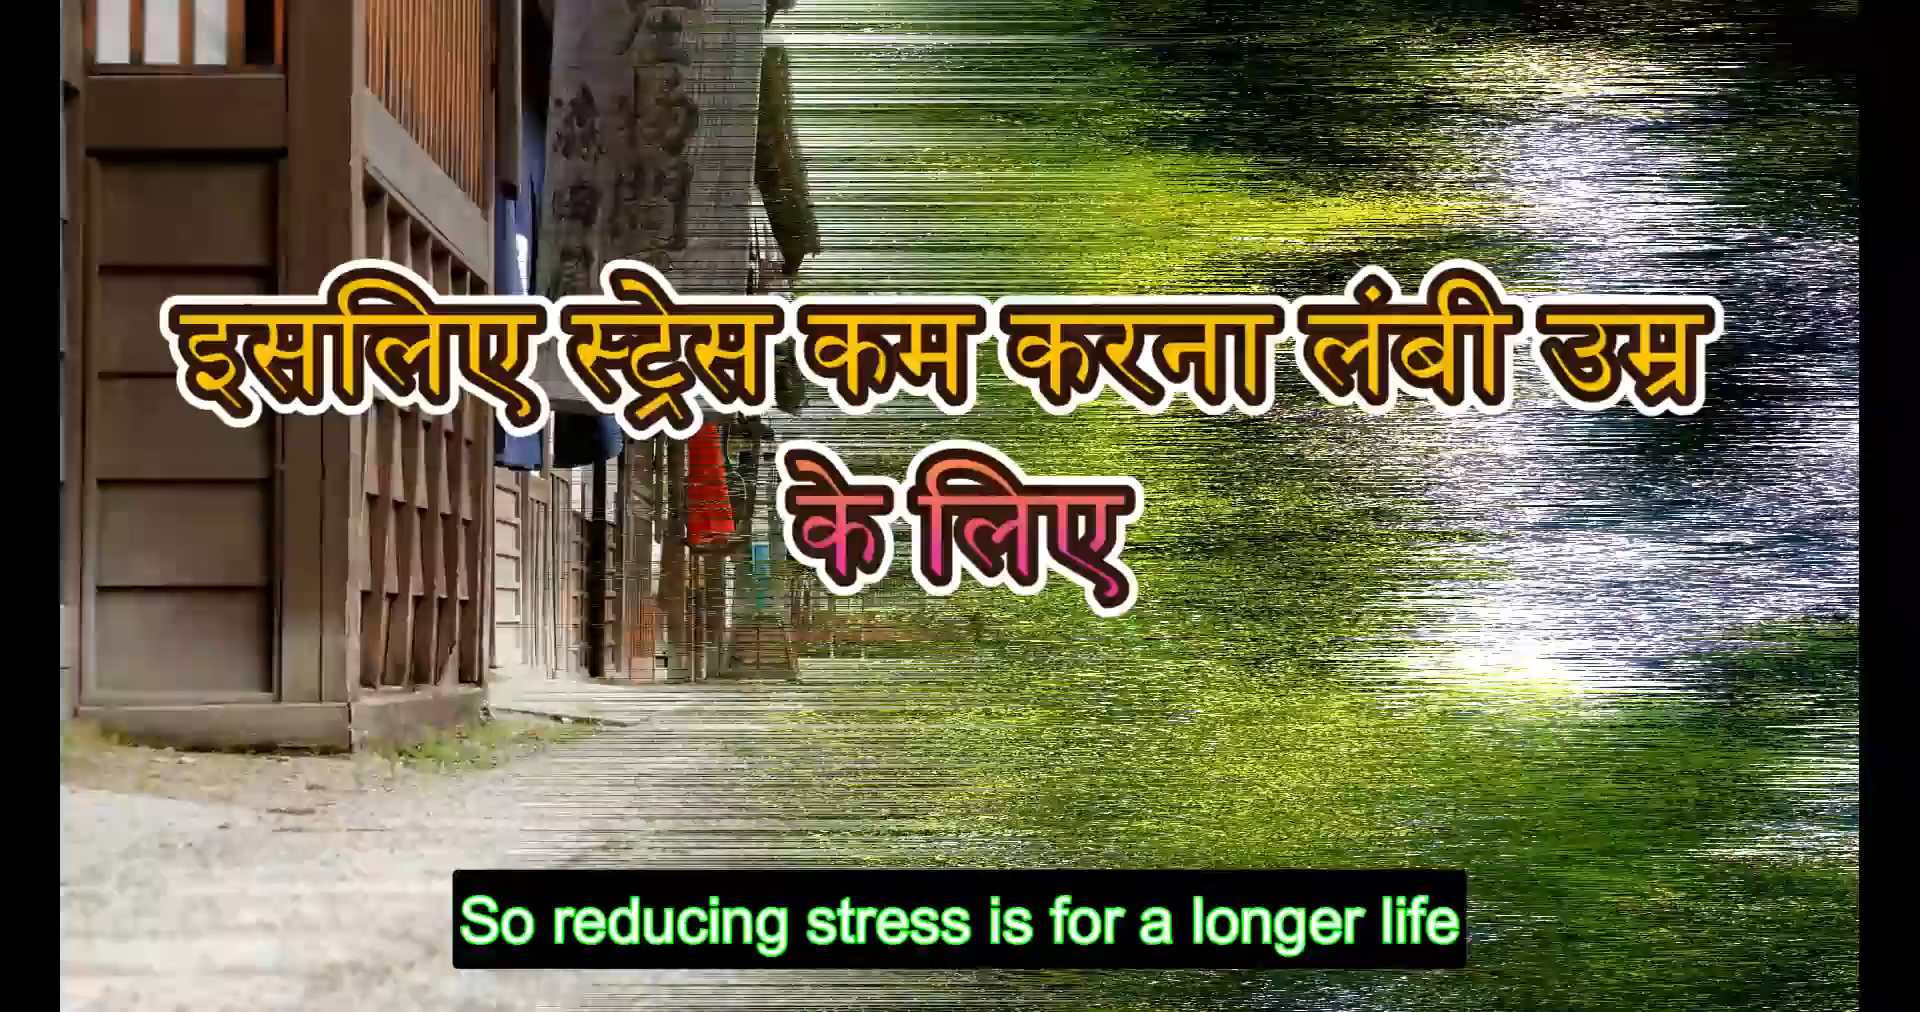 इसलिए स्ट्रेस कम करना लंबी उम्र
के लिए
So reducing stress is for a longer life